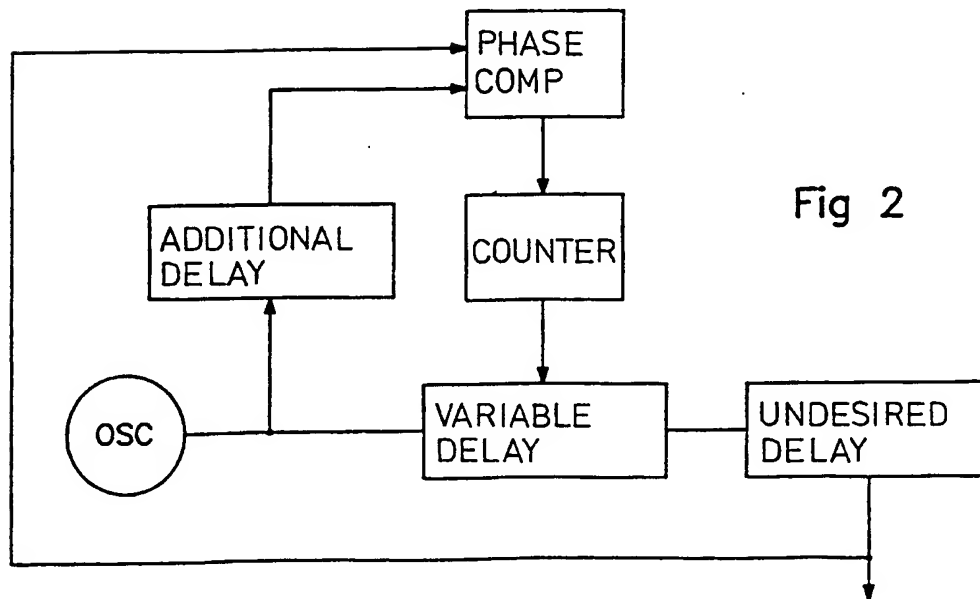 PHASE
COMP
Fig 2
ADDITIONAL
DELAY
COUNTER
OSC
VARIABLE
DELAY
UNDESIRED
DELAY